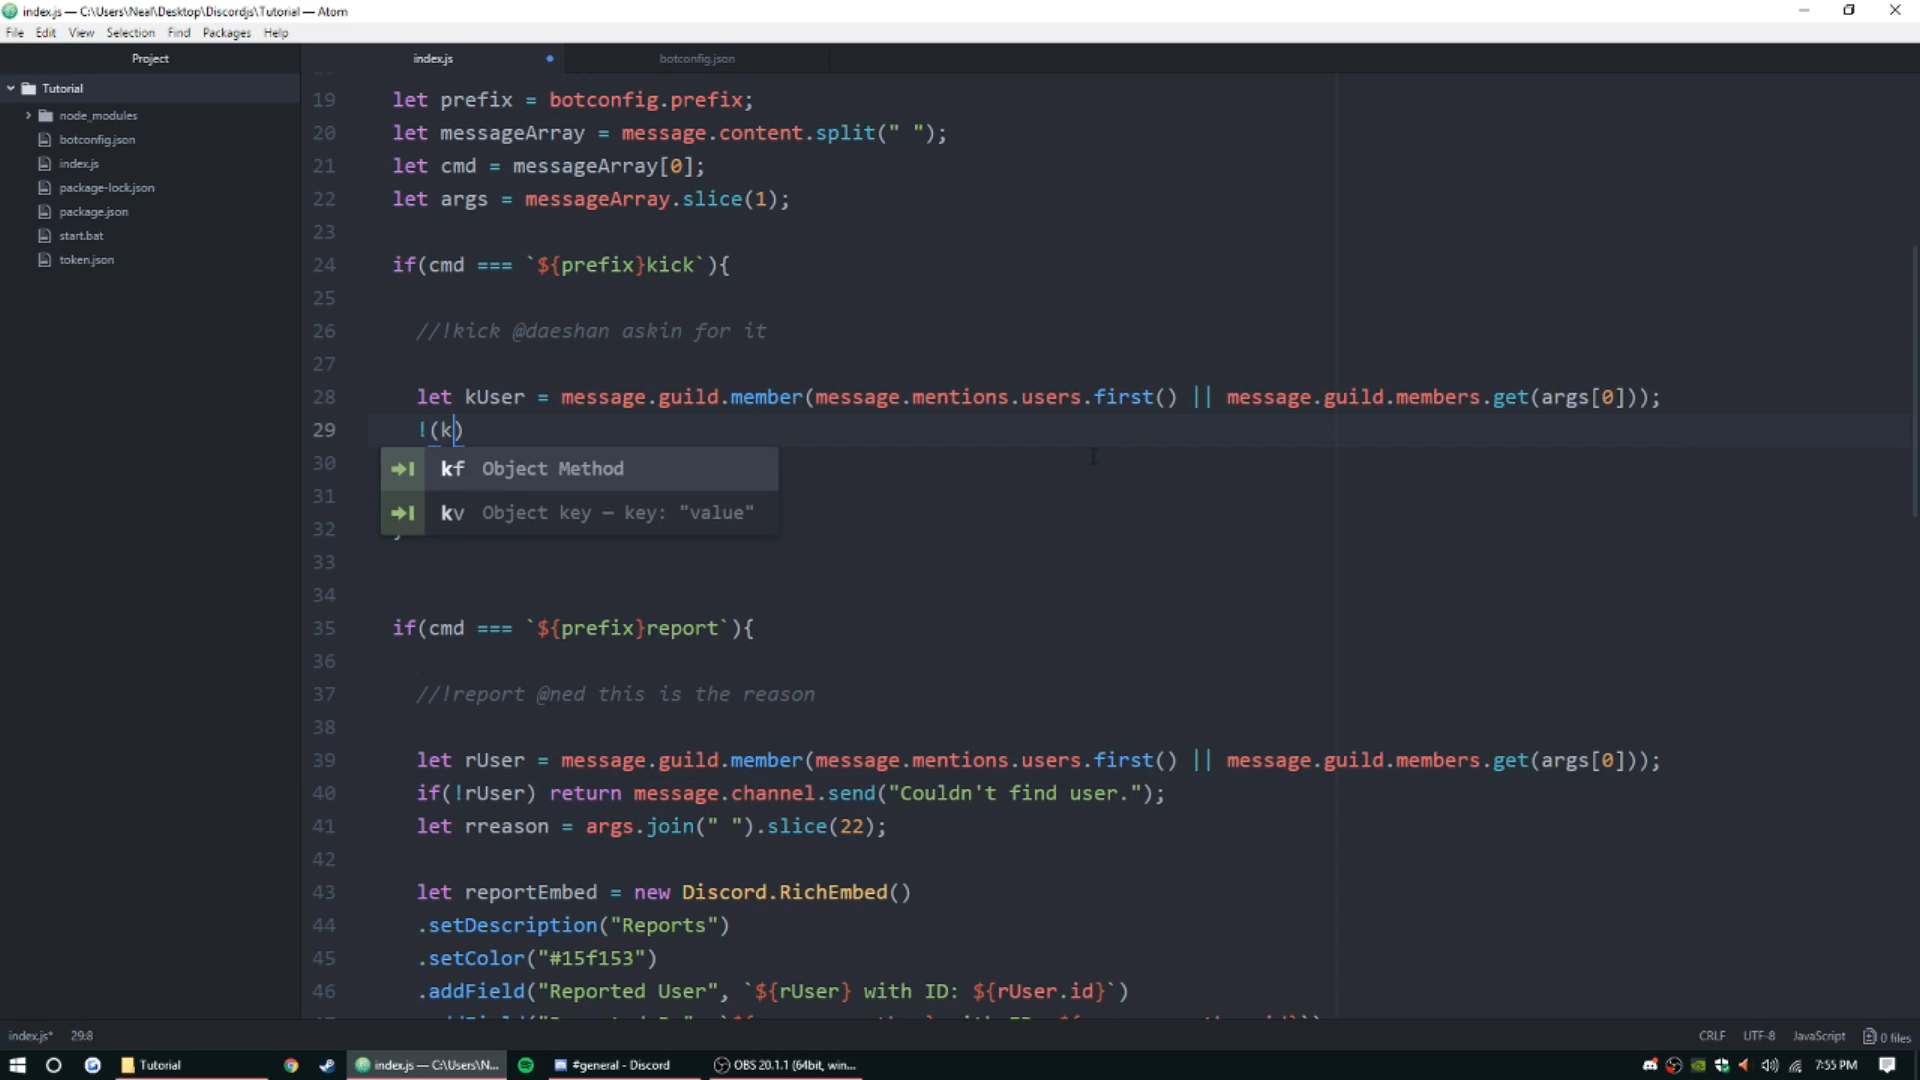 index.js — C:\Users\Neal\Desktop\Discordjs\Tutorial — Atom
File Edit View Selection Find Packages Help
Project
index.js
botconfig.json
Tutorial
node_modules
botconfig.json
index.js
package-lock.json
package.json
start.bat
token.json
19 let prefix = botconfig.prefix;
20 let messageArray = message.content.split(" ");
21 let cmd = messageArray[0];
22 let args = messageArray.slice(1);
23
24 if(cmd === `${prefix}kick`){
25
26 //!kick @daeshan askin for it
27
28 let kUser = message.guild.member(message.mentions.users.first() || message.guild.members.get(args[0]));
29 !(k)
kf Object Method
kv Object key — key: "value"
30
31
32
33
34
35 if(cmd === `${prefix}report`){
36
37 //!report @ned this is the reason
38
39 let rUser = message.guild.member(message.mentions.users.first() || message.guild.members.get(args[0]));
40 if(!rUser) return message.channel.send("Couldn't find user.");
41 let rreason = args.join(" ").slice(22);
42
43 let reportEmbed = new Discord.RichEmbed()
44 .setDescription("Reports")
45 .setColor("#15f153")
46 .addField("Reported User", `${rUser} with ID: ${rUser.id}`)
index.js* 29:8
CRLF UTF-8 JavaScript 0 files
Tutorial
index.js — C:\Users\N...
#general - Discord
OBS 20.1.1 (64bit, win...
7:55 PM